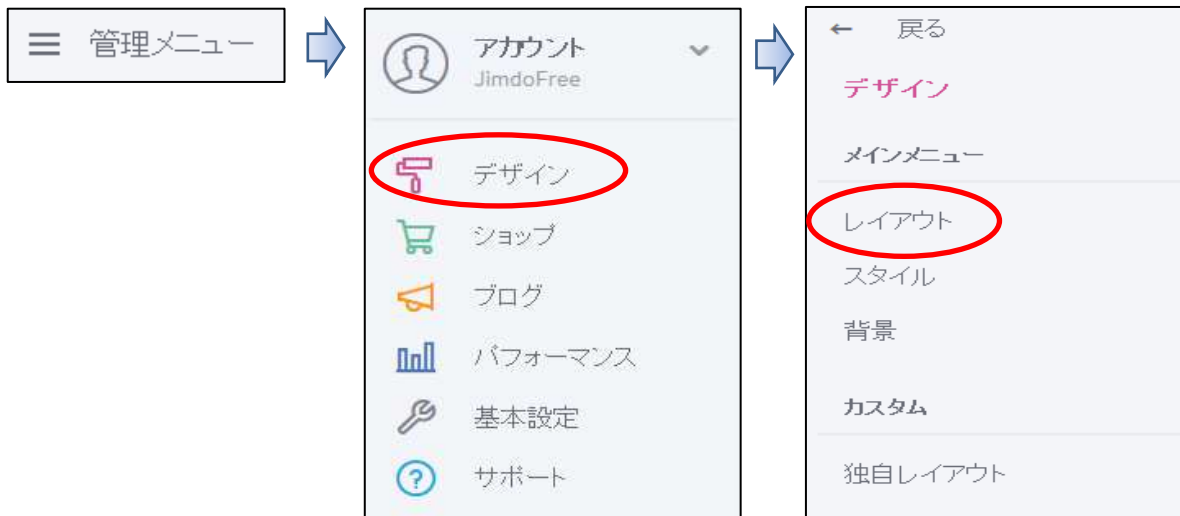 管理メニュー
アカウント
JimdoFree
デザイン
ショップ
ブログ
パフォーマンス
基本設定
サポート
← 戻る
デザイン
メインメニュー
レイアウト
スタイル
背景
カスタム
独自レイアウト